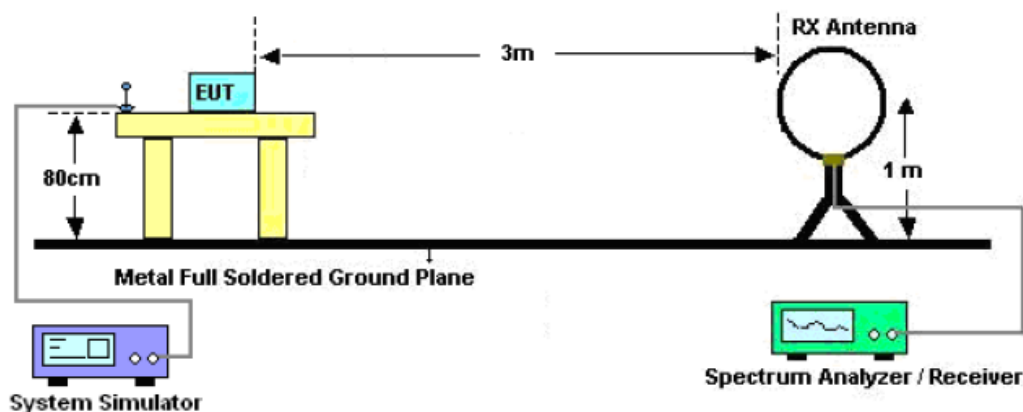 RX Antenna
3m
EUT
80cm
1 m
Metal Full Soldered Ground Plane
System Simulator
Spectrum Analyzer / Receiver